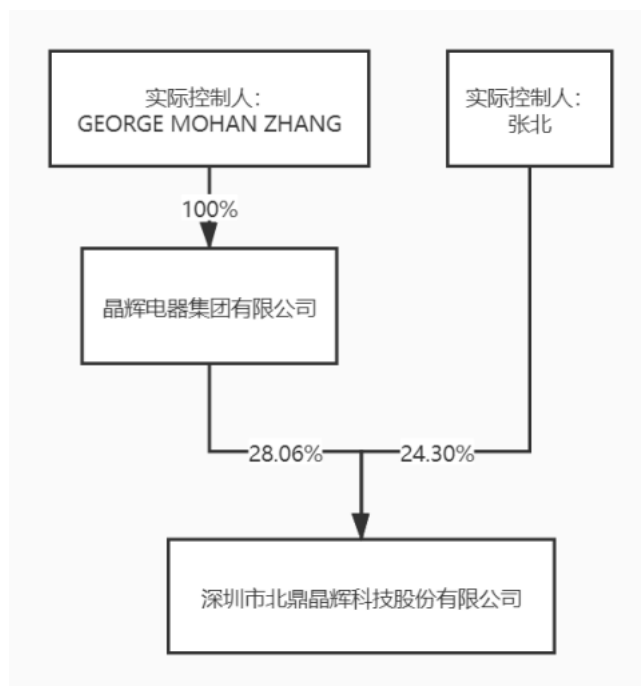 实际控制人：
GEORGE MOHAN ZHANG
实际控制人：
张北
100%
晶辉电器集团有限公司
28.06%
24.30%
深圳市北鼎晶辉科技股份有限公司